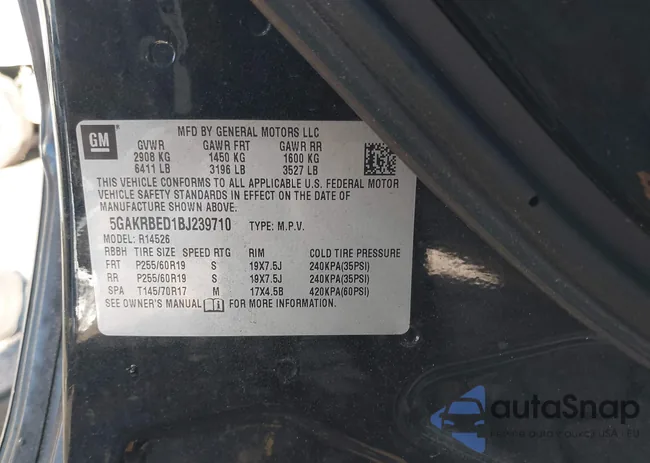 GM
MFD BY GENERAL MOTORS LLC
GVWR GAWR FRT GAWR RR
2908 KG 1450 KG 1600 KG
6411 LB 3196 LB 3527 LB
THIS VEHICLE CONFORMS TO ALL APPLICABLE U.S. FEDERAL MOTOR
VEHICLE SAFETY STANDARDS IN EFFECT ON THE DATE OF
MANUFACTURE SHOWN ABOVE.
5GAKRBED1BJ239710 TYPE: M.P.V.
MODEL: R14526
RBBH TIRE SIZE SPEED RTG RIM COLD TIRE PRESSURE
FRT P255/60R19 S 19X7.5J 240KPA(35PSI)
RR P255/60R19 S 19X7.5J 240KPA(35PSI)
SPA T145/70R17 M 17X4.5B 420KPA(60PSI)
SEE OWNER'S MANUAL FOR MORE INFORMATION.
autoSnap